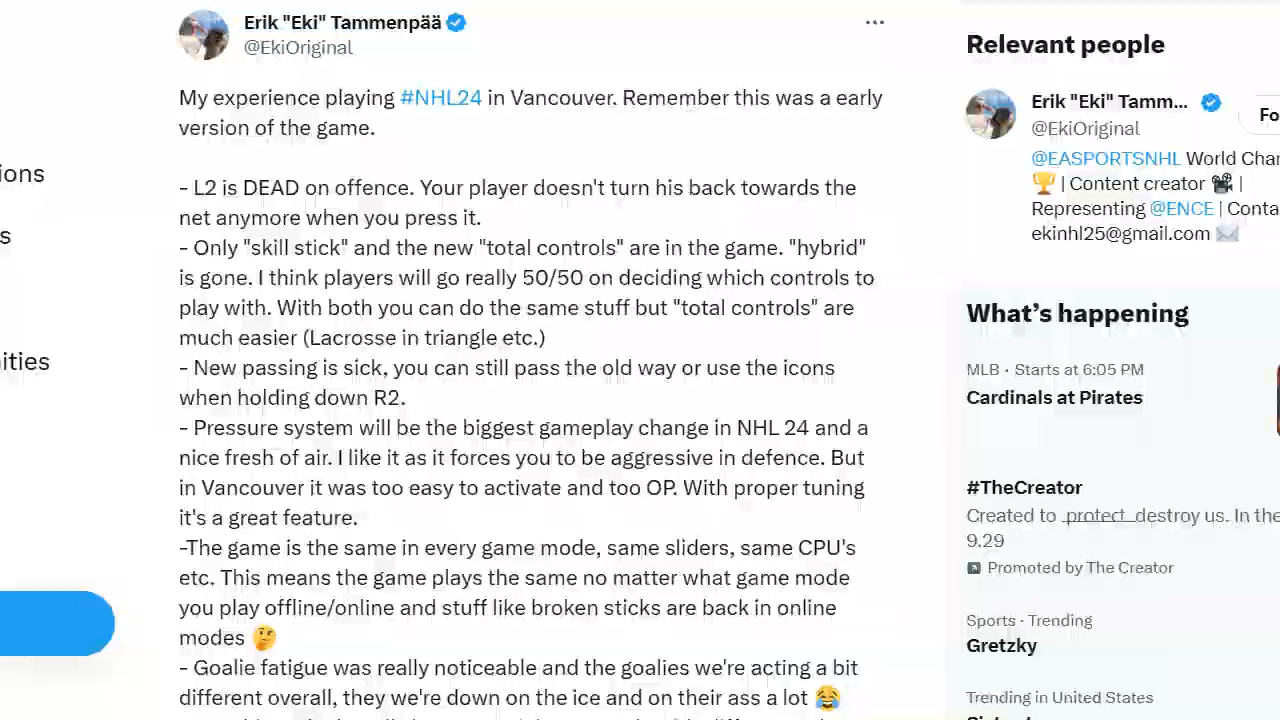 Erik "Eki" Tammenpää
@EkiOriginal
My experience playing #NHL24 in Vancouver. Remember this was a early
version of the game.
- L2 is DEAD on offence. Your player doesn't turn his back towards the
net anymore when you press it.
- Only "skill stick" and the new "total controls" are in the game. "hybrid"
is gone. I think players will go really 50/50 on deciding which controls to
play with. With both you can do the same stuff but "total controls" are
much easier (Lacrosse in triangle etc.)
- New passing is sick, you can still pass the old way or use the icons
when holding down R2.
- Pressure system will be the biggest gameplay change in NHL 24 and a
nice fresh of air. I like it as it forces you to be aggressive in defence. But
in Vancouver it was too easy to activate and too OP. With proper tuning
it's a great feature.
-The game is the same in every game mode, same sliders, same CPU's
etc. This means the game plays the same no matter what game mode
you play offline/online and stuff like broken sticks are back in online
modes 🤔
- Goalie fatigue was really noticeable and the goalies we're acting a bit
different overall, they we're down on the ice and on their ass a lot 😂
ions
s
ities
Relevant people
Erik "Eki" Tamm...
Fo
@EkiOriginal
@EASPORTSNHL World Cha
🏆 | Content creator 🎥 |
Representing @ENCE | Conta
ekinhl25@gmail.com ✉️
What's happening
MLB · Starts at 6:05 PM
Cardinals at Pirates
#TheCreator
Created to protect destroy us. In the
9.29
Promoted by The Creator
Sports · Trending
Gretzky
Trending in United States